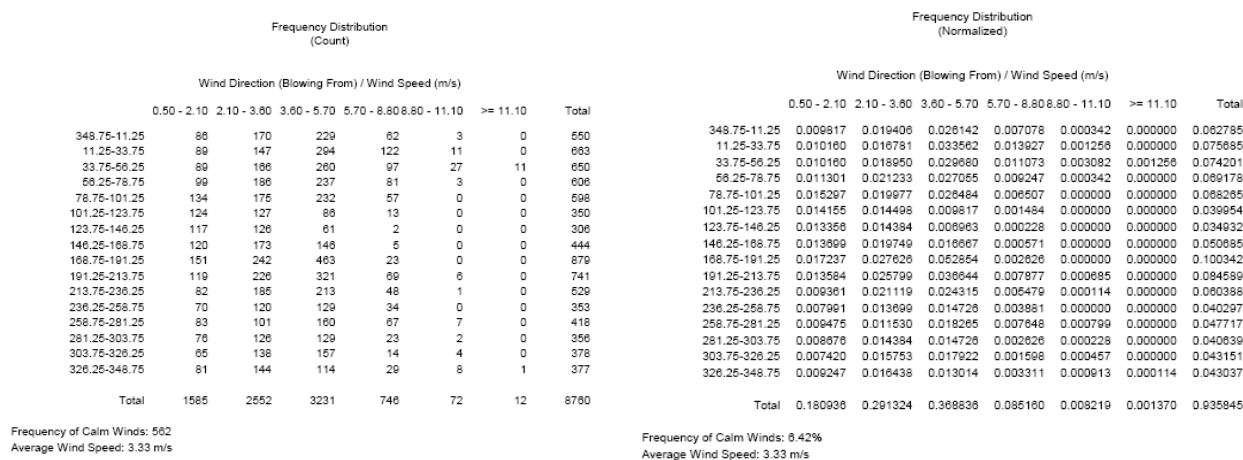 Frequency Distribution
(Count)
Wind Direction (Blowing From) / Wind Speed (m/s)
0.50 - 2.10 2.10 - 3.60 3.60 - 5.70 5.70 - 8.80 8.80 - 11.10 >= 11.10 Total
348.75-11.25 86 170 229 62 3 0 550
11.25-33.75 89 147 294 122 11 0 663
33.75-56.25 89 166 260 97 27 11 650
56.25-78.75 99 186 237 81 3 0 606
78.75-101.25 134 175 232 57 0 0 598
101.25-123.75 124 127 86 13 0 0 350
123.75-146.25 117 126 61 2 0 0 306
146.25-168.75 120 173 146 5 0 0 444
168.75-191.25 151 242 463 23 0 0 879
191.25-213.75 119 226 321 69 6 0 741
213.75-236.25 82 185 213 48 1 0 529
236.25-258.75 70 120 129 34 0 0 353
258.75-281.25 83 101 160 67 7 0 418
281.25-303.75 76 126 129 23 2 0 356
303.75-326.25 65 138 157 14 4 0 378
326.25-348.75 81 144 114 29 8 1 377
Total 1585 2552 3231 746 72 12 8760
Frequency of Calm Winds: 562
Average Wind Speed: 3.33 m/s
Frequency Distribution
(Normalized)
Wind Direction (Blowing From) / Wind Speed (m/s)
0.50 - 2.10 2.10 - 3.60 3.60 - 5.70 5.70 - 8.80 8.80 - 11.10 >= 11.10 Total
348.75-11.25 0.009817 0.019406 0.026142 0.007078 0.000342 0.000000 0.062785
11.25-33.75 0.010160 0.016781 0.033562 0.013927 0.001256 0.000000 0.075685
33.75-56.25 0.010160 0.018950 0.029680 0.011073 0.003082 0.001256 0.074201
56.25-78.75 0.011301 0.021233 0.027055 0.009247 0.000342 0.000000 0.069178
78.75-101.25 0.015297 0.019977 0.026484 0.006507 0.000000 0.000000 0.068265
101.25-123.75 0.014155 0.014498 0.009817 0.001484 0.000000 0.000000 0.039954
123.75-146.25 0.013356 0.014384 0.006963 0.000228 0.000000 0.000000 0.034932
146.25-168.75 0.013699 0.019749 0.016667 0.000571 0.000000 0.000000 0.050685
168.75-191.25 0.017237 0.027626 0.052854 0.002626 0.000000 0.000000 0.100342
191.25-213.75 0.013584 0.025799 0.036644 0.007877 0.000685 0.000000 0.084589
213.75-236.25 0.009361 0.021119 0.024315 0.005479 0.000114 0.000000 0.060388
236.25-258.75 0.007991 0.013699 0.014726 0.003881 0.000000 0.000000 0.040297
258.75-281.25 0.009475 0.011530 0.018265 0.007648 0.000799 0.000000 0.047717
281.25-303.75 0.008676 0.014384 0.014726 0.002626 0.000228 0.000000 0.040639
303.75-326.25 0.007420 0.015753 0.017922 0.001598 0.000457 0.000000 0.043151
326.25-348.75 0.009247 0.016438 0.013014 0.003311 0.000913 0.000114 0.043037
Total 0.180936 0.291324 0.368836 0.085160 0.008219 0.001370 0.935845
Frequency of Calm Winds: 6.42%
Average Wind Speed: 3.33 m/s